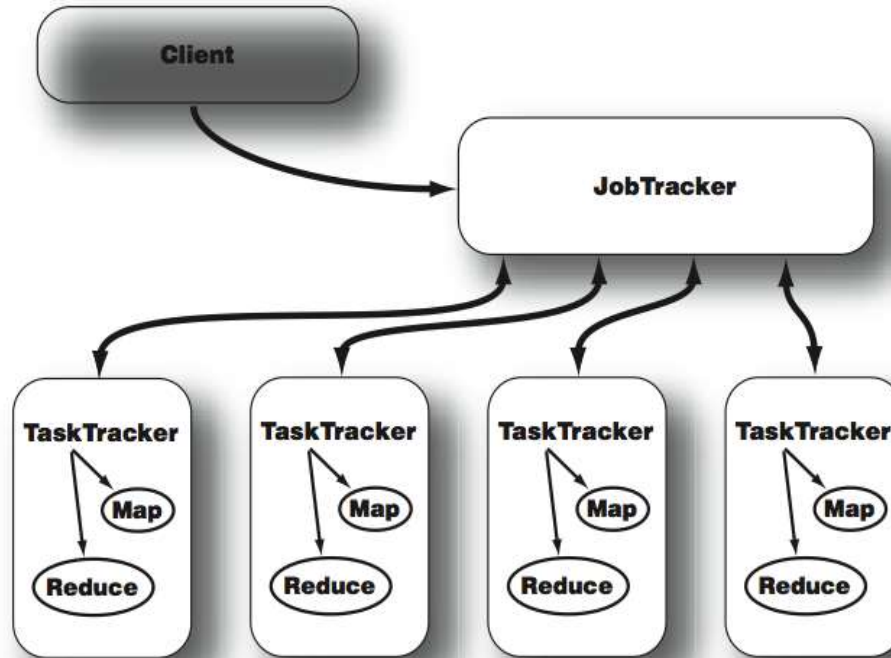 Client
JobTracker
TaskTracker
Map
Reduce
TaskTracker
Map
Reduce
TaskTracker
Map
Reduce
TaskTracker
Map
Reduce